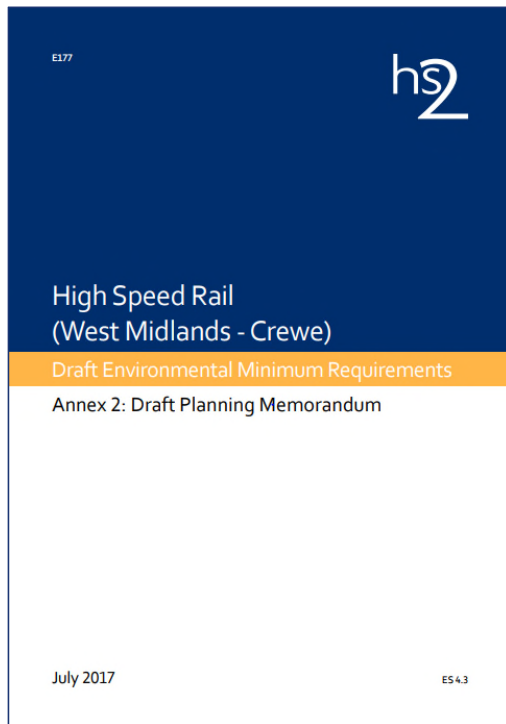 E177
hs2
High Speed Rail
(West Midlands - Crewe)
Draft Environmental Minimum Requirements
Annex 2: Draft Planning Memorandum
July 2017
ES 4.3